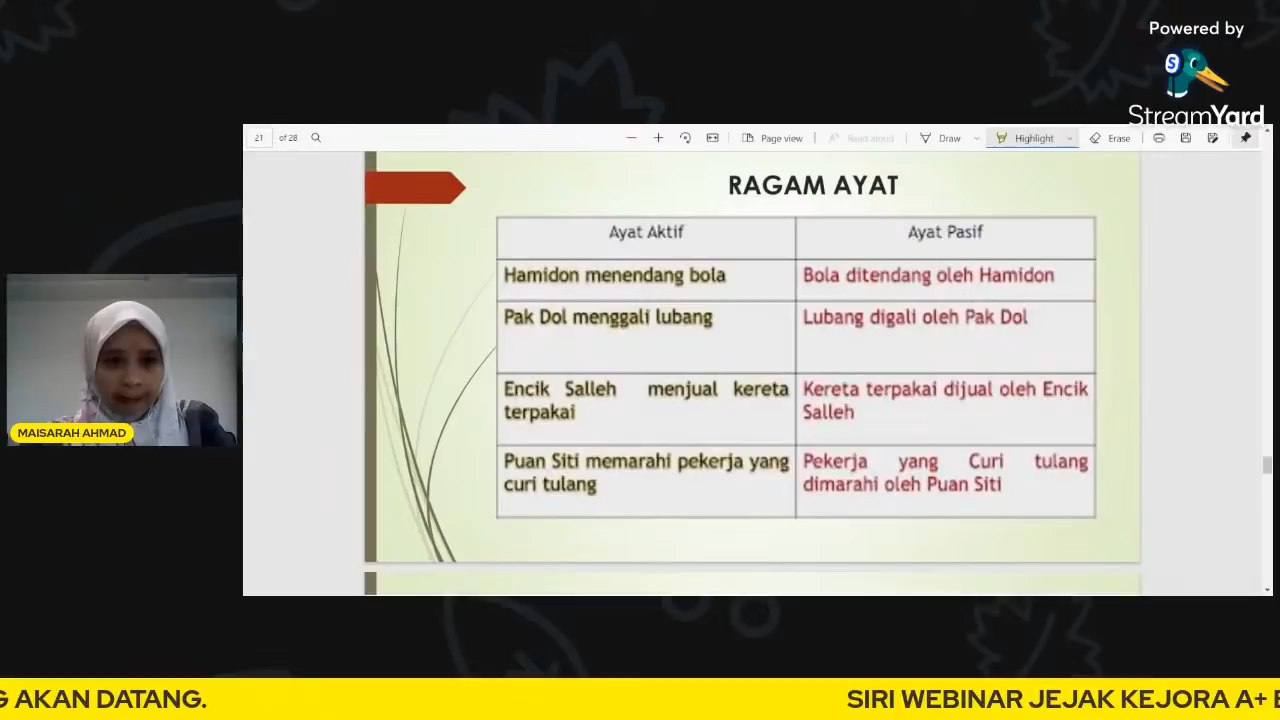 Powered by
StreamYard
21 of 28
Page view
Read aloud
Draw
Highlight
Erase
RAGAM AYAT
Ayat Aktif
Ayat Pasif
Hamidon menendang bola
Bola ditendang oleh Hamidon
Pak Dol menggali lubang
Lubang digali oleh Pak Dol
Encik Salleh menjual kereta
terpakai
Kereta terpakai dijual oleh Encik
Salleh
Puan Siti memarahi pekerja yang
curi tulang
Pekerja yang Curi tulang
dimarahi oleh Puan Siti
MAISARAH AHMAD
G AKAN DATANG.
SIRI WEBINAR JEJAK KEJORA A+ B